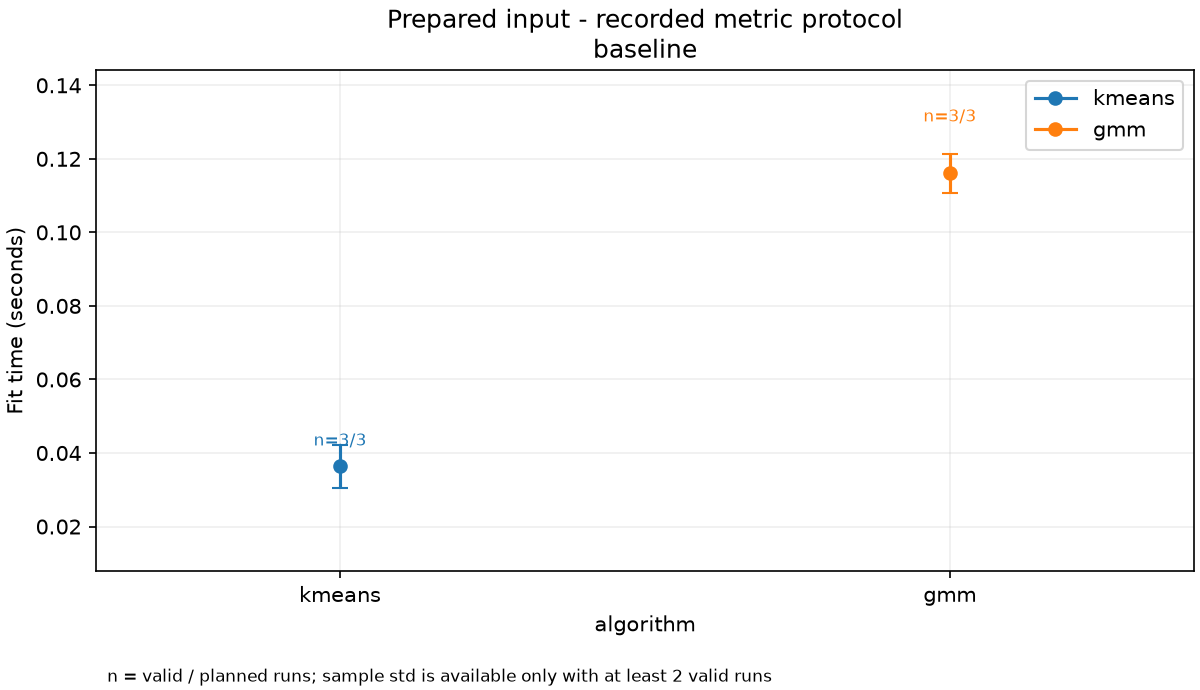 Prepared input - recorded metric protocol
baseline
0.14
0.12
0.10
0.08
0.06
0.04
0.02
Fit time (seconds)
n=3/3
n=3/3
kmeans
gmm
kmeans
gmm
algorithm
n = valid / planned runs; sample std is available only with at least 2 valid runs